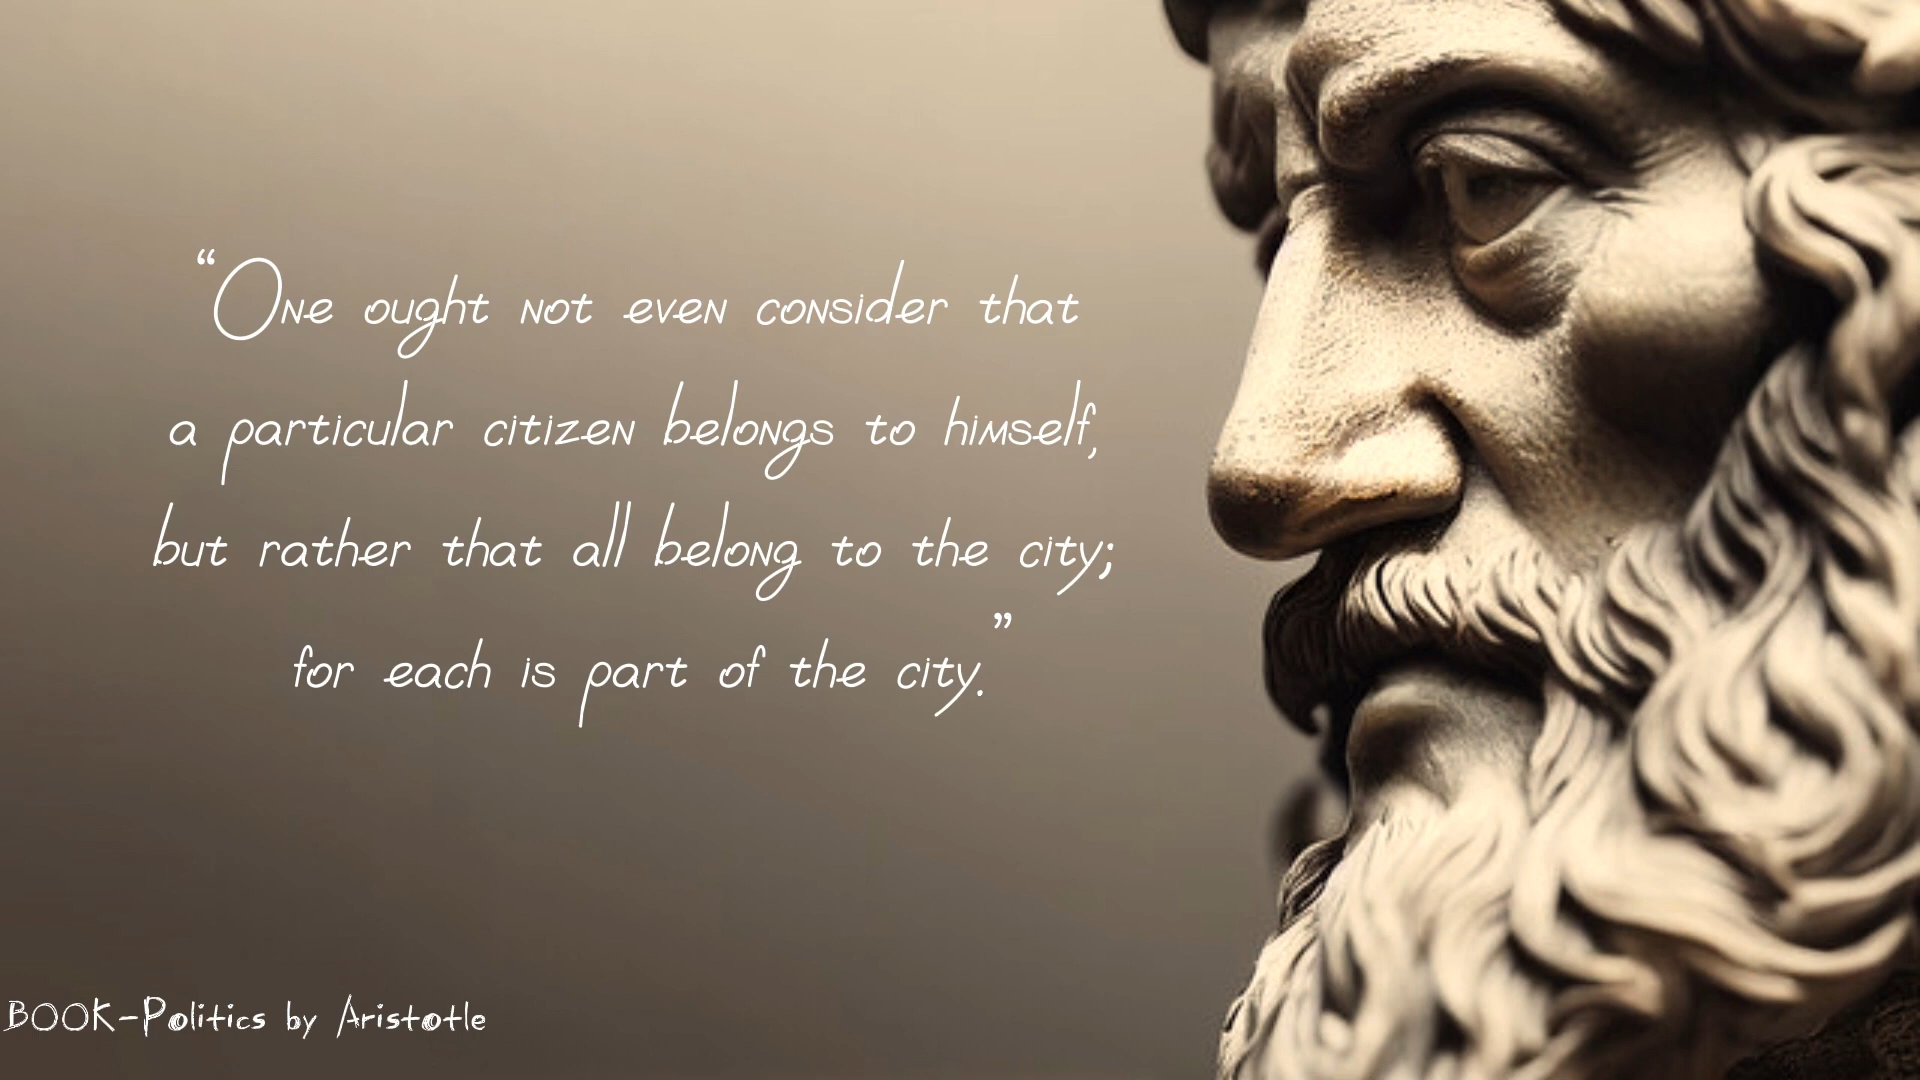 “One ought not even consider that
a particular citizen belongs to himself,
but rather that all belong to the city;
for each is part of the city.”
BOOK-Politics by Aristotle